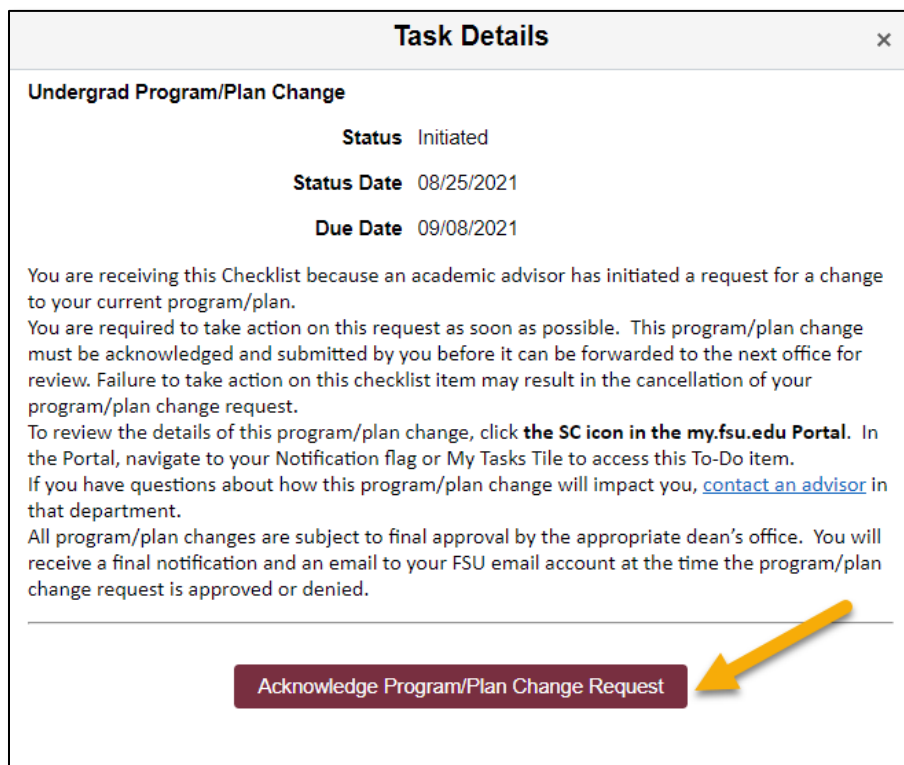 Task Details ×
Undergrad Program/Plan Change
Status Initiated
Status Date 08/25/2021
Due Date 09/08/2021
You are receiving this Checklist because an academic advisor has initiated a request for a change
to your current program/plan.
You are required to take action on this request as soon as possible.  This program/plan change
must be acknowledged and submitted by you before it can be forwarded to the next office for
review. Failure to take action on this checklist item may result in the cancellation of your
program/plan change request.
To review the details of this program/plan change, click the SC icon in the my.fsu.edu Portal.  In
the Portal, navigate to your Notification flag or My Tasks Tile to access this To-Do item.
If you have questions about how this program/plan change will impact you, contact an advisor in
that department.
All program/plan changes are subject to final approval by the appropriate dean's office.  You will
receive a final notification and an email to your FSU email account at the time the program/plan
change request is approved or denied.
Acknowledge Program/Plan Change Request